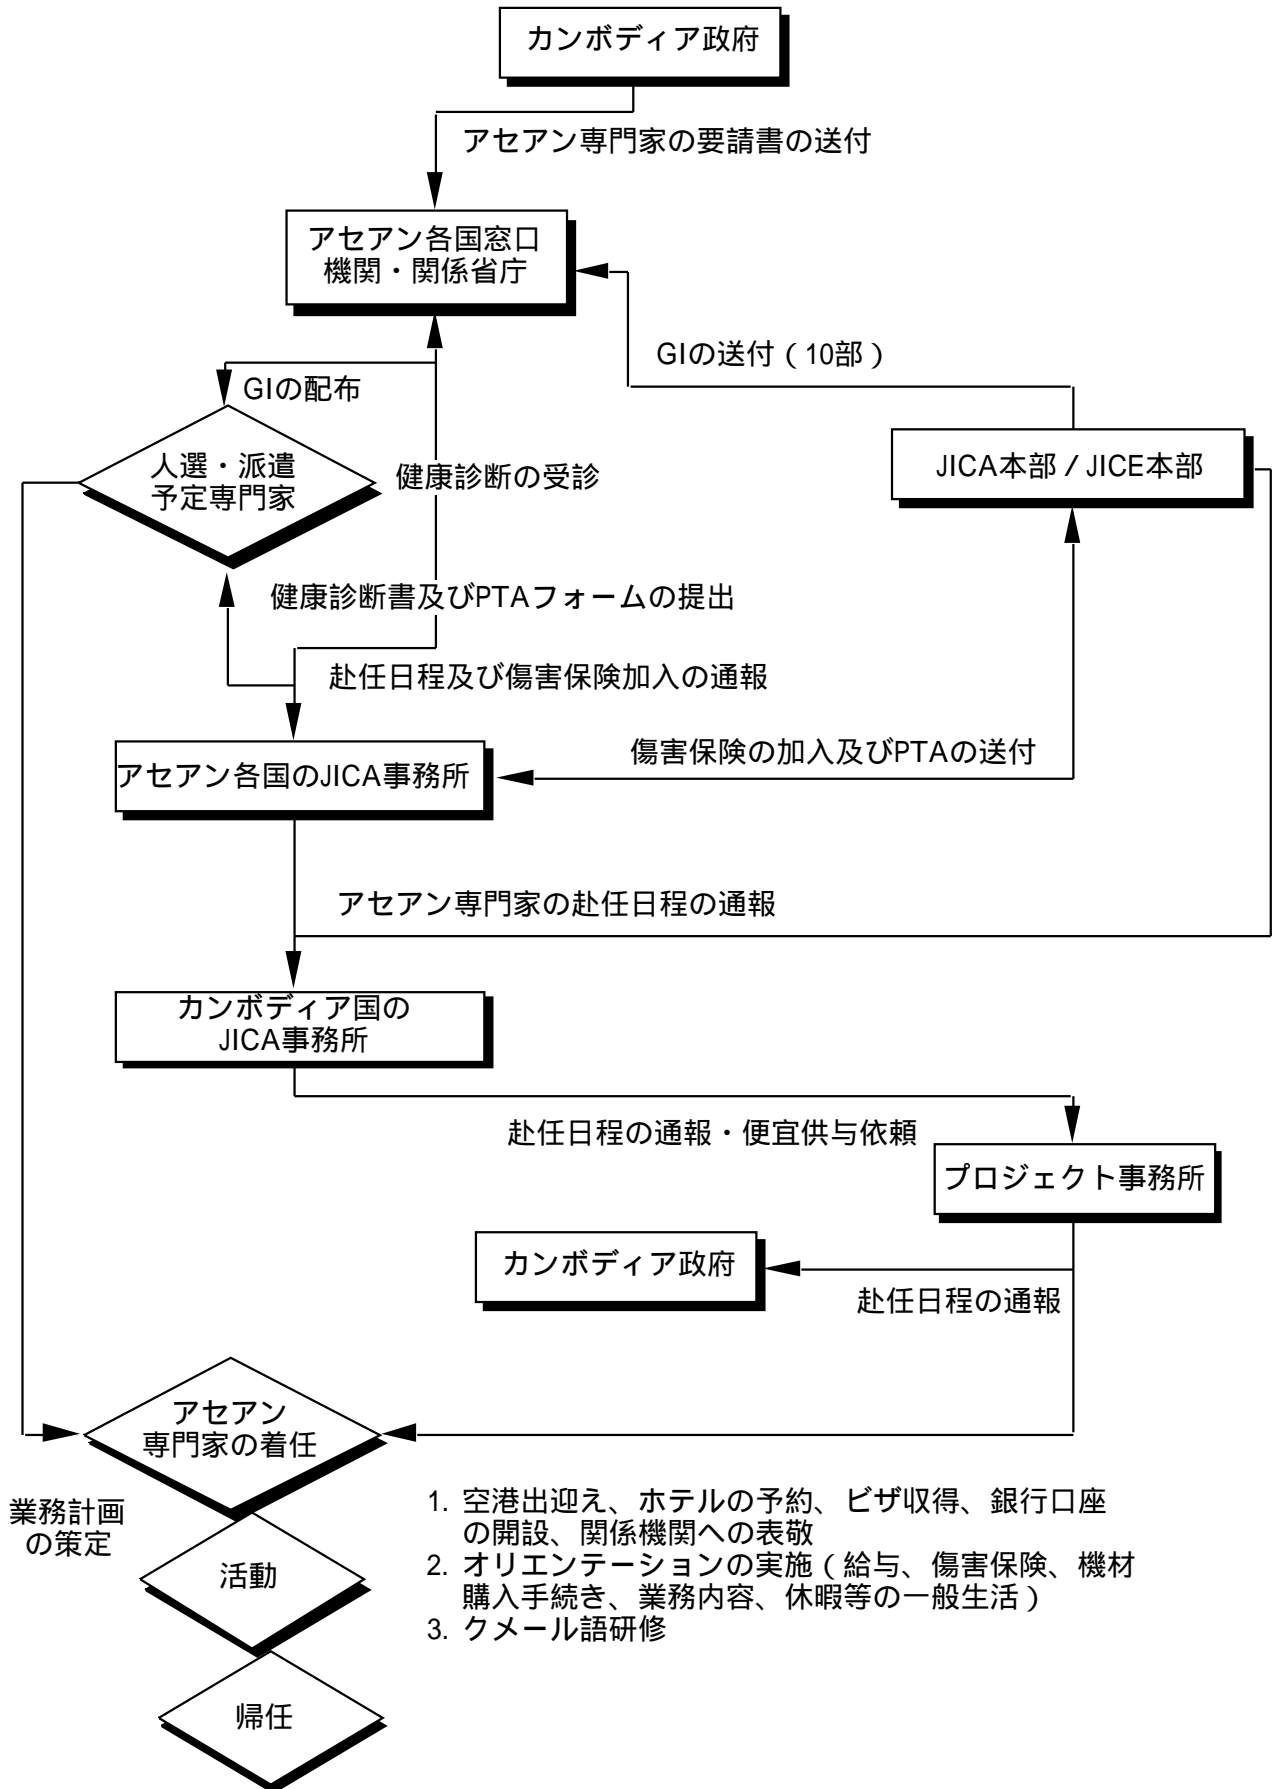 カンボディア政府
アセアン専門家の要請書の送付
アセアン各国窓口
機関・関係省庁
GIの送付（10部）
GIの配布
人選・派遣
予定専門家
健康診断の受診
JICA本部／JICE本部
健康診断書及びPTAフォームの提出
赴任日程及び傷害保険加入の通報
傷害保険の加入及びPTAの送付
アセアン各国のJICA事務所
アセアン専門家の赴任日程の通報
カンボディア国の
JICA事務所
赴任日程の通報・便宜供与依頼
プロジェクト事務所
カンボディア政府
赴任日程の通報
アセアン
専門家の着任
業務計画
の策定
1. 空港出迎え、ホテルの予約、ビザ収得、銀行口座
の開設、関係機関への表敬
2. オリエンテーションの実施（給与、傷害保険、機材
購入手続き、業務内容、休暇等の一般生活）
3. クメール語研修
活動
帰任